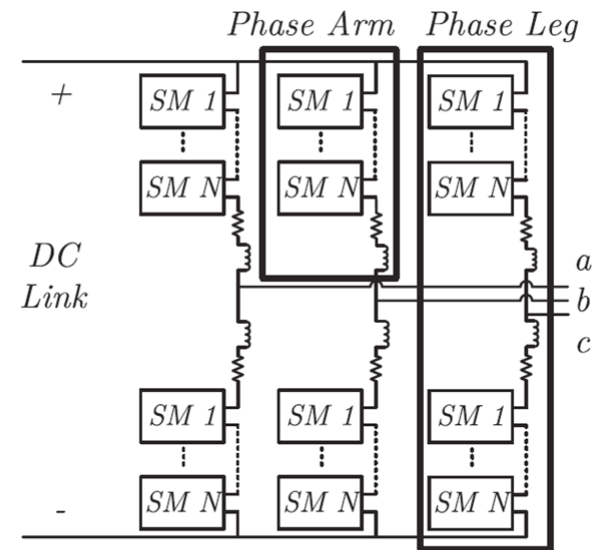 Phase Arm Phase Leg
+
SM 1 SM 1 SM 1
SM N SM N SM N
DC
Link
a
b
c
SM 1 SM 1 SM 1
SM N SM N SM N
-